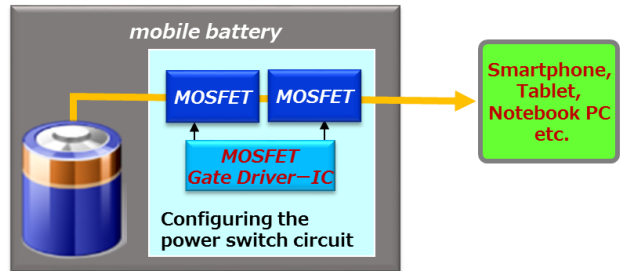 mobile battery
MOSFET
MOSFET
MOSFET
Gate Driver−IC
Configuring the
power switch circuit
Smartphone,
Tablet,
Notebook PC
etc.